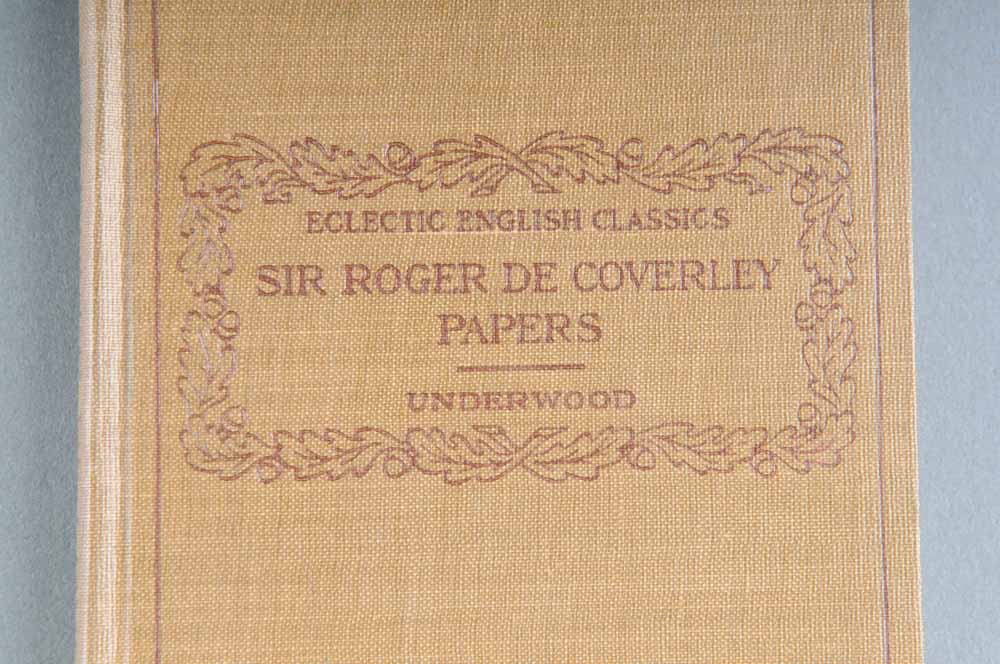 ECLECTIC ENGLISH CLASSICS
SIR ROGER DE COVERLEY
PAPERS
UNDERWOOD